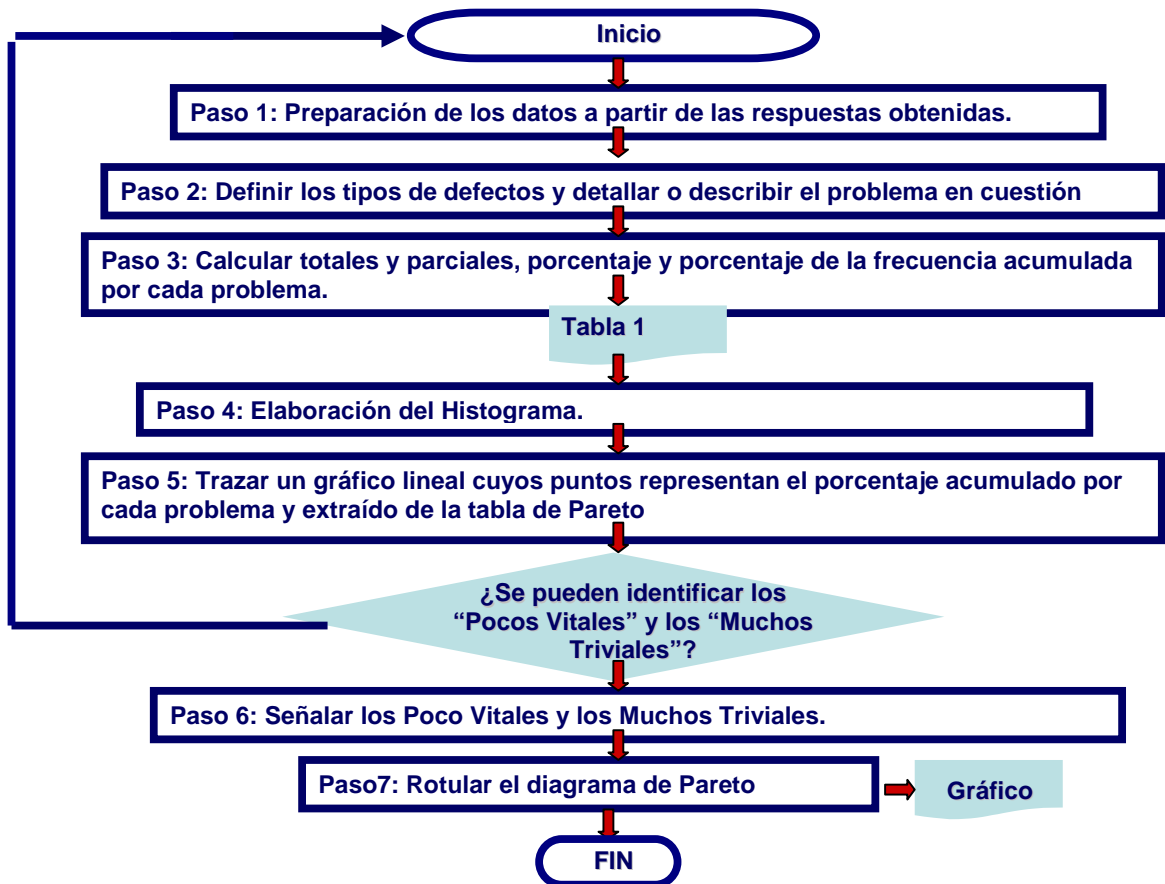 Inicio
Paso 1: Preparación de los datos a partir de las respuestas obtenidas.
Paso 2: Definir los tipos de defectos y detallar o describir el problema en cuestión
Paso 3: Calcular totales y parciales, porcentaje y porcentaje de la frecuencia acumulada
por cada problema.
Tabla 1
Paso 4: Elaboración del Histograma.
Paso 5: Trazar un gráfico lineal cuyos puntos representan el porcentaje acumulado por
cada problema y extraído de la tabla de Pareto
¿Se pueden identificar los
“Pocos Vitales” y los “Muchos
Triviales”?
Paso 6: Señalar los Poco Vitales y los Muchos Triviales.
Paso7: Rotular el diagrama de Pareto
Gráfico
FIN